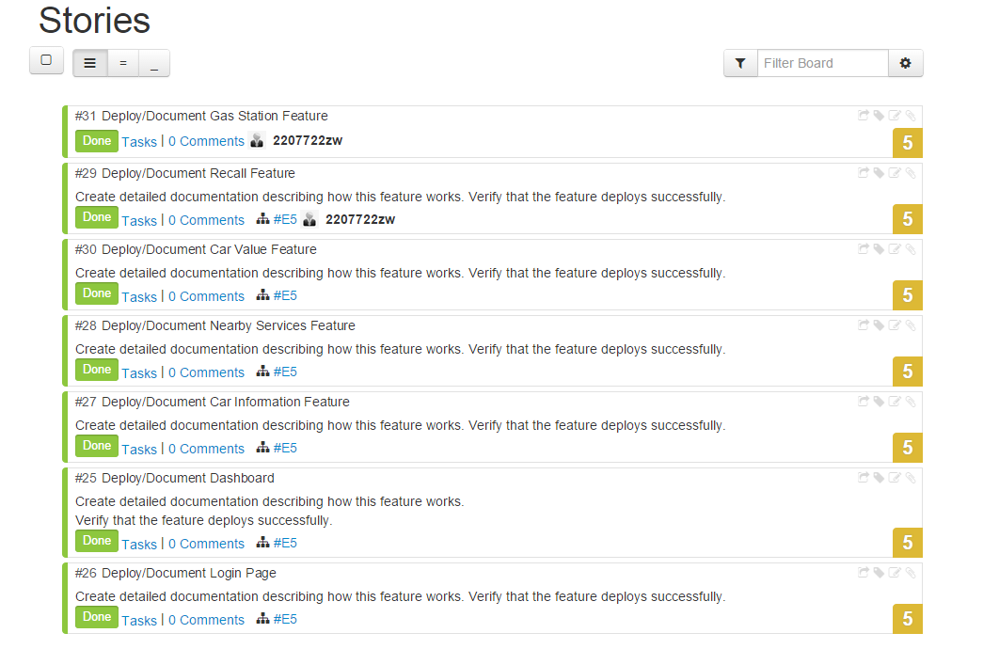 Stories
= _
Filter Board
#31 Deploy/Document Gas Station Feature
Done Tasks | 0 Comments 2207722zw
5
#29 Deploy/Document Recall Feature
Create detailed documentation describing how this feature works. Verify that the feature deploys successfully.
Done Tasks | 0 Comments #E5 2207722zw
5
#30 Deploy/Document Car Value Feature
Create detailed documentation describing how this feature works. Verify that the feature deploys successfully.
Done Tasks | 0 Comments #E5
5
#28 Deploy/Document Nearby Services Feature
Create detailed documentation describing how this feature works. Verify that the feature deploys successfully.
Done Tasks | 0 Comments #E5
5
#27 Deploy/Document Car Information Feature
Create detailed documentation describing how this feature works. Verify that the feature deploys successfully.
Done Tasks | 0 Comments #E5
5
#25 Deploy/Document Dashboard
Create detailed documentation describing how this feature works.
Verify that the feature deploys successfully.
Done Tasks | 0 Comments #E5
5
#26 Deploy/Document Login Page
Create detailed documentation describing how this feature works. Verify that the feature deploys successfully.
Done Tasks | 0 Comments #E5
5